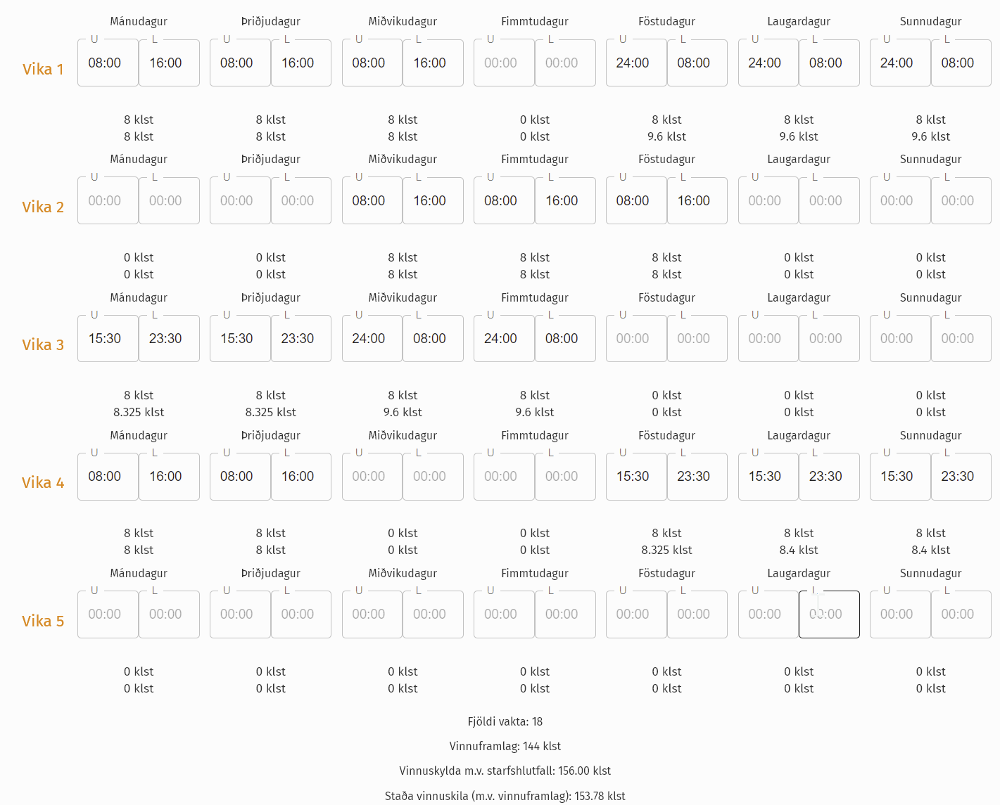 Mánudagur Þriðjudagur Miðvikudagur Fimmtudagur Föstudagur Laugardagur Sunnudagur
U L U L U L U L U L U L U L
Vika 1 08:00 16:00 08:00 16:00 08:00 16:00 00:00 00:00 24:00 08:00 24:00 08:00 24:00 08:00
8 klst 8 klst 8 klst 0 klst 8 klst 8 klst 8 klst
8 klst 8 klst 8 klst 0 klst 9.6 klst 9.6 klst 9.6 klst
Mánudagur Þriðjudagur Miðvikudagur Fimmtudagur Föstudagur Laugardagur Sunnudagur
U L U L U L U L U L U L U L
Vika 2 00:00 00:00 00:00 00:00 08:00 16:00 08:00 16:00 08:00 16:00 00:00 00:00 00:00 00:00
0 klst 0 klst 8 klst 8 klst 8 klst 0 klst 0 klst
0 klst 0 klst 8 klst 8 klst 8 klst 0 klst 0 klst
Mánudagur Þriðjudagur Miðvikudagur Fimmtudagur Föstudagur Laugardagur Sunnudagur
U L U L U L U L U L U L U L
Vika 3 15:30 23:30 15:30 23:30 24:00 08:00 24:00 08:00 00:00 00:00 00:00 00:00 00:00 00:00
8 klst 8 klst 8 klst 8 klst 0 klst 0 klst 0 klst
8.325 klst 8.325 klst 9.6 klst 9.6 klst 0 klst 0 klst 0 klst
Mánudagur Þriðjudagur Miðvikudagur Fimmtudagur Föstudagur Laugardagur Sunnudagur
U L U L U L U L U L U L U L
Vika 4 08:00 16:00 08:00 16:00 00:00 00:00 00:00 00:00 15:30 23:30 15:30 23:30 15:30 23:30
8 klst 8 klst 0 klst 0 klst 8 klst 8 klst 8 klst
8 klst 8 klst 0 klst 0 klst 8.325 klst 8.4 klst 8.4 klst
Mánudagur Þriðjudagur Miðvikudagur Fimmtudagur Föstudagur Laugardagur Sunnudagur
U L U L U L U L U L U L U L
Vika 5 00:00 00:00 00:00 00:00 00:00 00:00 00:00 00:00 00:00 00:00 00:00 00:00 00:00 00:00
0 klst 0 klst 0 klst 0 klst 0 klst 0 klst 0 klst
0 klst 0 klst 0 klst 0 klst 0 klst 0 klst 0 klst
Fjöldi vakta: 18
Vinnuframlag: 144 klst
Vinnuskylda m.v. starfshlutfall: 156.00 klst
Staða vinnuskila (m.v. vinnuframlag): 153.78 klst